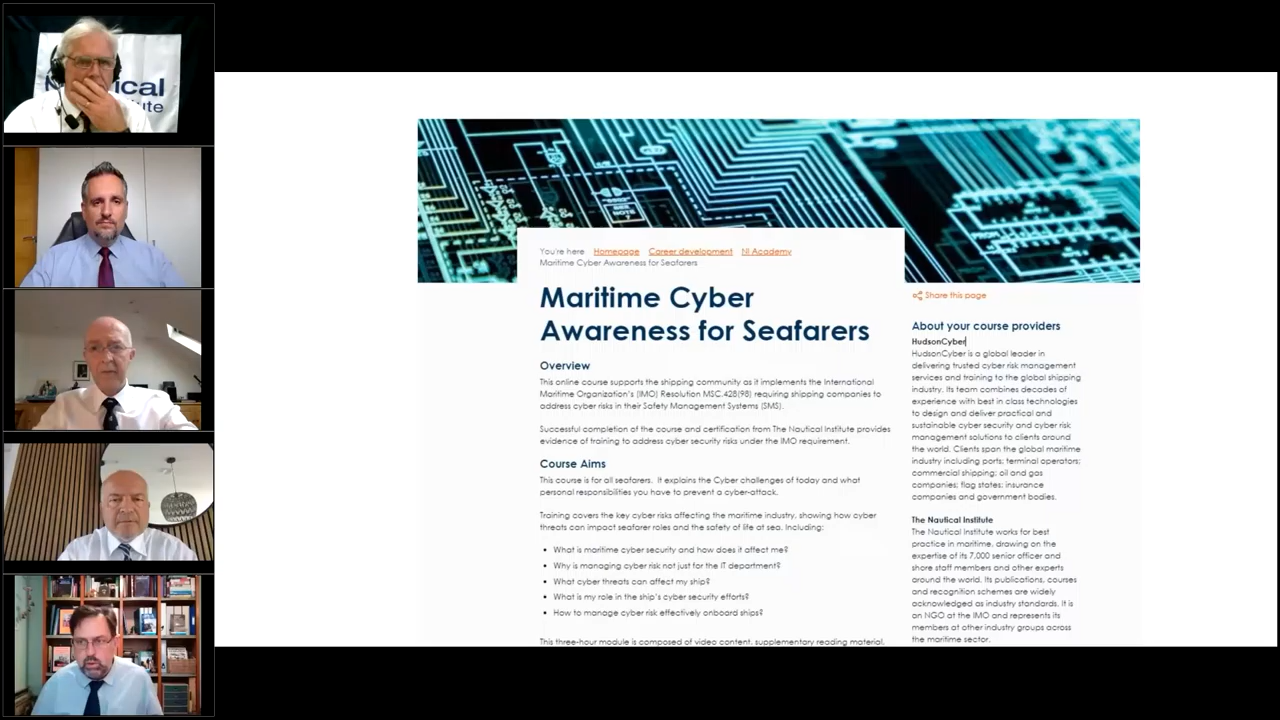 ical
ute
SEE
NOTE
PROM
You're here Homepage Career development NI Academy
Maritime Cyber Awareness for Seafarers
Maritime Cyber
Awareness for Seafarers
Overview
This online course supports the shipping community as it implements the International
Maritime Organization's (IMO) Resolution MSC.428(98) requiring shipping companies to
address cyber risks in their Safety Management Systems (SMS).
Successful completion of the course and certification from The Nautical Institute provides
evidence of training to address cyber security risks under the IMO requirement.
Course Aims
This course is for all seafarers. It explains the Cyber challenges of today and what
personal responsibilities you have to prevent a cyber-attack.
Training covers the key cyber risks affecting the maritime industry, showing how cyber
threats can impact seafarer roles and the safety of life at sea. Including:
• What is maritime cyber security and how does it affect me?
• Why is managing cyber risk not just for the IT department?
• What cyber threats can affect my ship?
• What is my role in the ship's cyber security efforts?
• How to manage cyber risk effectively onboard ships?
This three-hour module is composed of video content, supplementary reading material,
Share this page
About your course providers
HudsonCyber
HudsonCyber is a global leader in
delivering trusted cyber risk management
services and training to the global shipping
industry. Its team combines decades of
experience with best in class technologies
to design and deliver practical and
sustainable cyber security and cyber risk
management solutions to clients around
the world. Clients span the global maritime
industry including ports; terminal operators;
commercial shipping; oil and gas
companies; flag states; insurance
companies and government bodies.
The Nautical Institute
The Nautical Institute works for best
practice in maritime, drawing on the
expertise of its 7,000 senior officer and
shore staff members and other experts
around the world. Its publications, courses
and recognition schemes are widely
acknowledged as industry standards. It is
an NGO at the IMO and represents its
members at other industry groups across
the maritime sector.